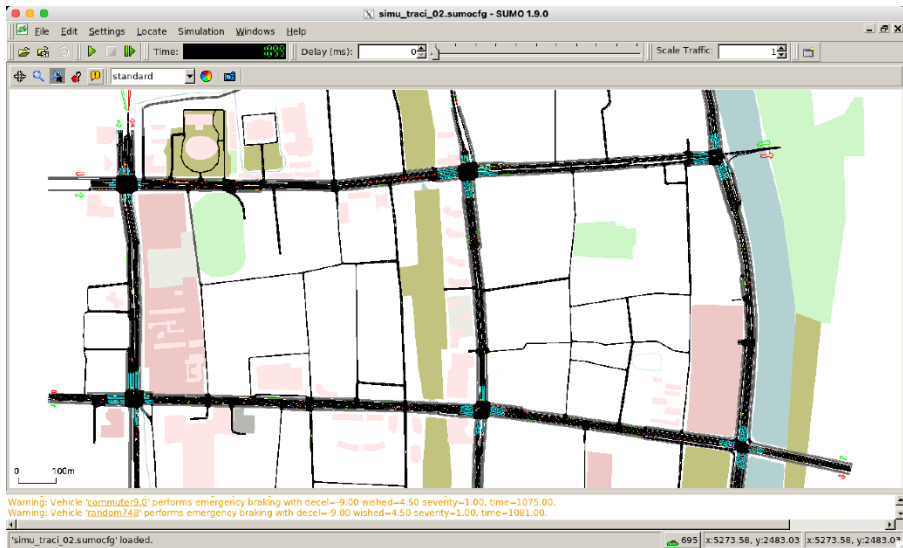 simu_traci_02.sumocfg - SUMO 1.9.0
File Edit Settings Locate Simulation Windows Help
Time: Delay (ms): 0 Scale Traffic: 1
standard
0 100m
Warning: Vehicle 'commuter9.0' performs emergency braking with decel=-9.00 wished=4.50 severity=1.00, time=1075.00.
Warning: Vehicle 'random748' performs emergency braking with decel=-9.00 wished=4.50 severity=1.00, time=1081.00.
'simu_traci_02.sumocfg' loaded. 695 x:5273.58, y:2483.03 x:5273.58, y:2483.03